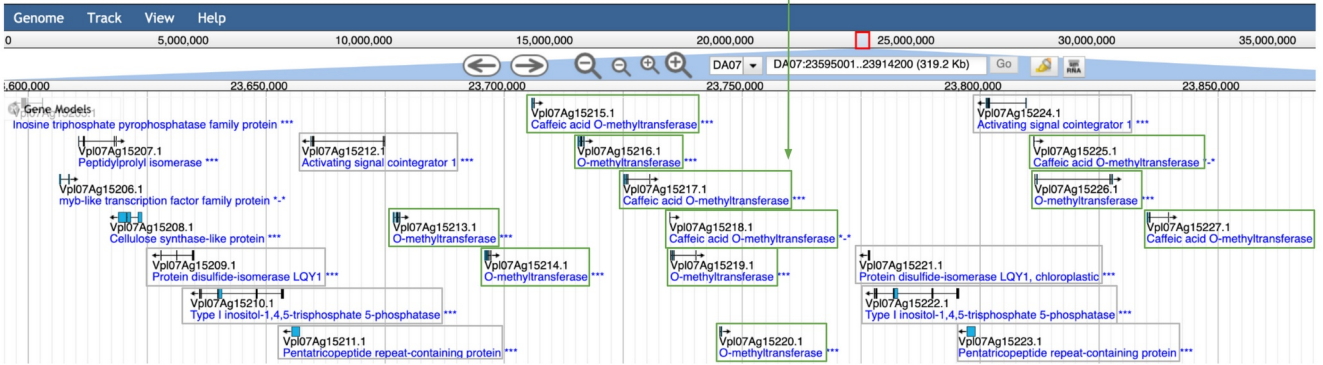 Genome Track View Help
0 5,000,000 10,000,000 15,000,000 20,000,000 25,000,000 30,000,000 35,000,000
DA07 DA07:23595001..23914200 (319.2 Kb) Go
RNA
,600,000 23,650,000 23,700,000 23,750,000 23,800,000 23,850,000
Gene Models
Inosine triphosphate pyrophosphatase family protein ***
Vpl07Ag15215.1
Caffeic acid O-methyltransferase ***
Vpl07Ag15224.1
Activating signal cointegrator 1 ***
Vpl07Ag15207.1
Peptidylprolyl isomerase ***
Vpl07Ag15212.1
Activating signal cointegrator 1 ***
Vpl07Ag15216.1
O-methyltransferase ***
Vpl07Ag15225.1
Caffeic acid O-methyltransferase *-*
Vpl07Ag15206.1
myb-like transcription factor family protein *-*
Vpl07Ag15217.1
Caffeic acid O-methyltransferase ***
Vpl07Ag15226.1
O-methyltransferase ***
Vpl07Ag15208.1
Cellulose synthase-like protein ***
Vpl07Ag15213.1
O-methyltransferase ***
Vpl07Ag15218.1
Caffeic acid O-methyltransferase *-*
Vpl07Ag15227.1
Caffeic acid O-methyltransferase
Vpl07Ag15209.1
Protein disulfide-isomerase LQY1 ***
Vpl07Ag15214.1
O-methyltransferase ***
Vpl07Ag15219.1
O-methyltransferase ***
Vpl07Ag15221.1
Protein disulfide-isomerase LQY1, chloroplastic ***
Vpl07Ag15210.1
Type I inositol-1,4,5-trisphosphate 5-phosphatase ***
Vpl07Ag15222.1
Type I inositol-1,4,5-trisphosphate 5-phosphatase ***
Vpl07Ag15211.1
Pentatricopeptide repeat-containing protein ***
Vpl07Ag15220.1
O-methyltransferase ***
Vpl07Ag15223.1
Pentatricopeptide repeat-containing protein ***